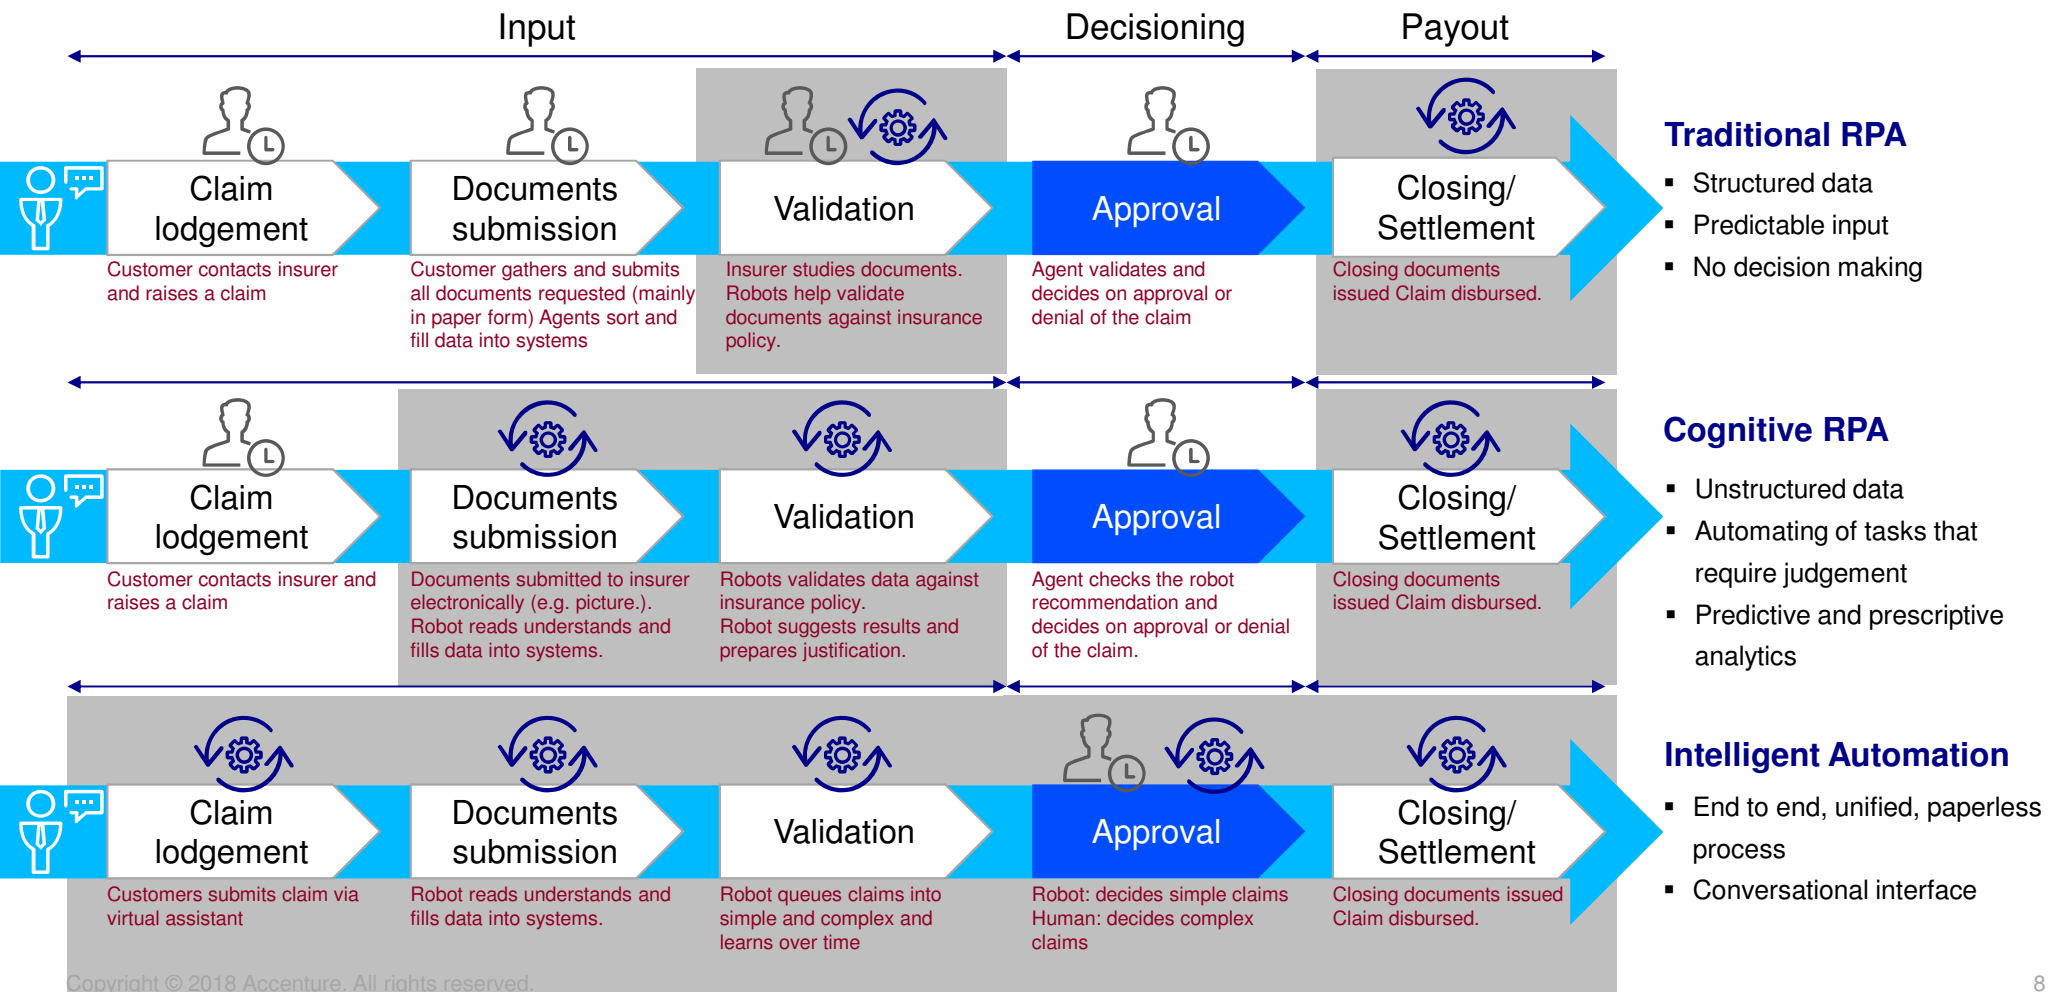 Input
Decisioning
Payout
Claim
lodgement
Documents
submission
Validation
Approval
Closing/
Settlement
Customer contacts insurer
and raises a claim
Customer gathers and submits
all documents requested (mainly
in paper form) Agents sort and
fill data into systems
Insurer studies documents.
Robots help validate
documents against insurance
policy.
Agent validates and
decides on approval or
denial of the claim
Closing documents
issued Claim disbursed.
Traditional RPA
▪ Structured data
▪ Predictable input
▪ No decision making
Claim
lodgement
Documents
submission
Validation
Approval
Closing/
Settlement
Customer contacts insurer and
raises a claim
Documents submitted to insurer
electronically (e.g. picture.).
Robot reads understands and
fills data into systems.
Robots validates data against
insurance policy.
Robot suggests results and
prepares justification.
Agent checks the robot
recommendation and
decides on approval or denial
of the claim.
Closing documents
issued Claim disbursed.
Cognitive RPA
▪ Unstructured data
▪ Automating of tasks that
require judgement
▪ Predictive and prescriptive
analytics
Claim
lodgement
Documents
submission
Validation
Approval
Closing/
Settlement
Customers submits claim via
virtual assistant
Robot reads understands and
fills data into systems.
Robot queues claims into
simple and complex and
learns over time
Robot: decides simple claims
Human: decides complex
claims
Closing documents issued
Claim disbursed.
Intelligent Automation
▪ End to end, unified, paperless
process
▪ Conversational interface
Copyright © 2018 Accenture. All rights reserved.
8